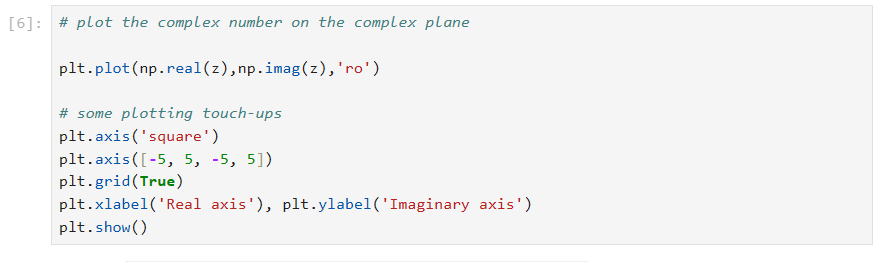 [6]: # plot the complex number on the complex plane
plt.plot(np.real(z),np.imag(z),'ro')
# some plotting touch-ups
plt.axis('square')
plt.axis([-5, 5, -5, 5])
plt.grid(True)
plt.xlabel('Real axis'), plt.ylabel('Imaginary axis')
plt.show()